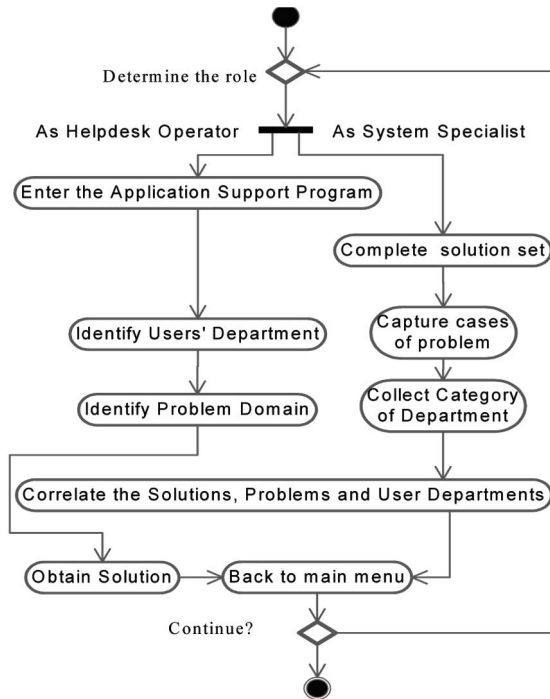 Determine the role
As Helpdesk Operator
As System Specialist
Enter the Application Support Program
Complete solution set
Identify Users' Department
Capture cases
of problem
Identify Problem Domain
Collect Category
of Department
Correlate the Solutions, Problems and User Departments
Obtain Solution
Back to main menu
Continue?